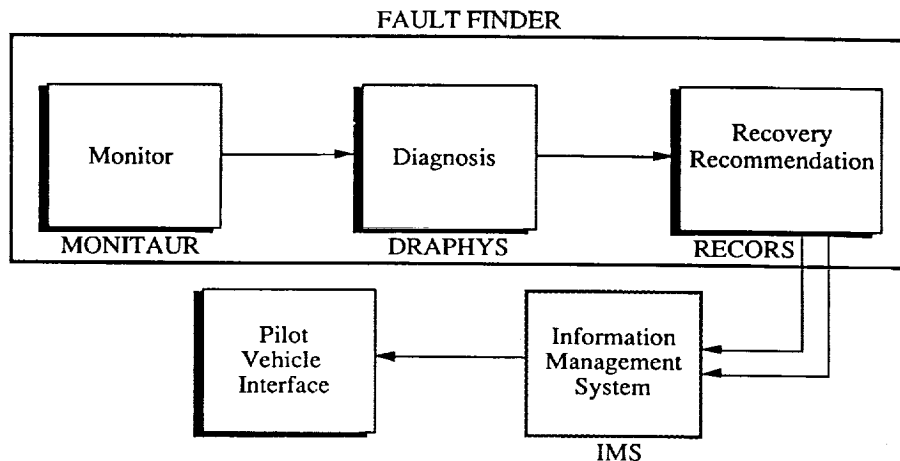 FAULT FINDER
Monitor
MONITAUR
Diagnosis
DRAPHYS
Recovery
Recommendation
RECORS
Pilot
Vehicle
Interface
Information
Management
System
IMS